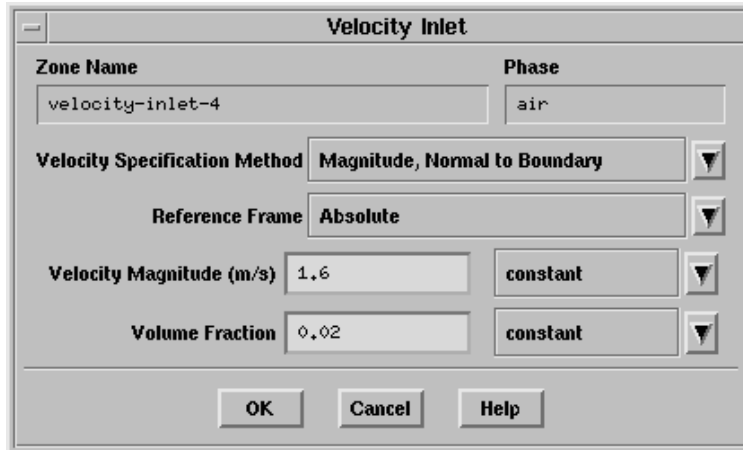 Velocity Inlet
Zone Name Phase
velocity-inlet-4 air
Velocity Specification Method Magnitude, Normal to Boundary
Reference Frame Absolute
Velocity Magnitude (m/s) 1.6 constant
Volume Fraction 0.02 constant
OK Cancel Help